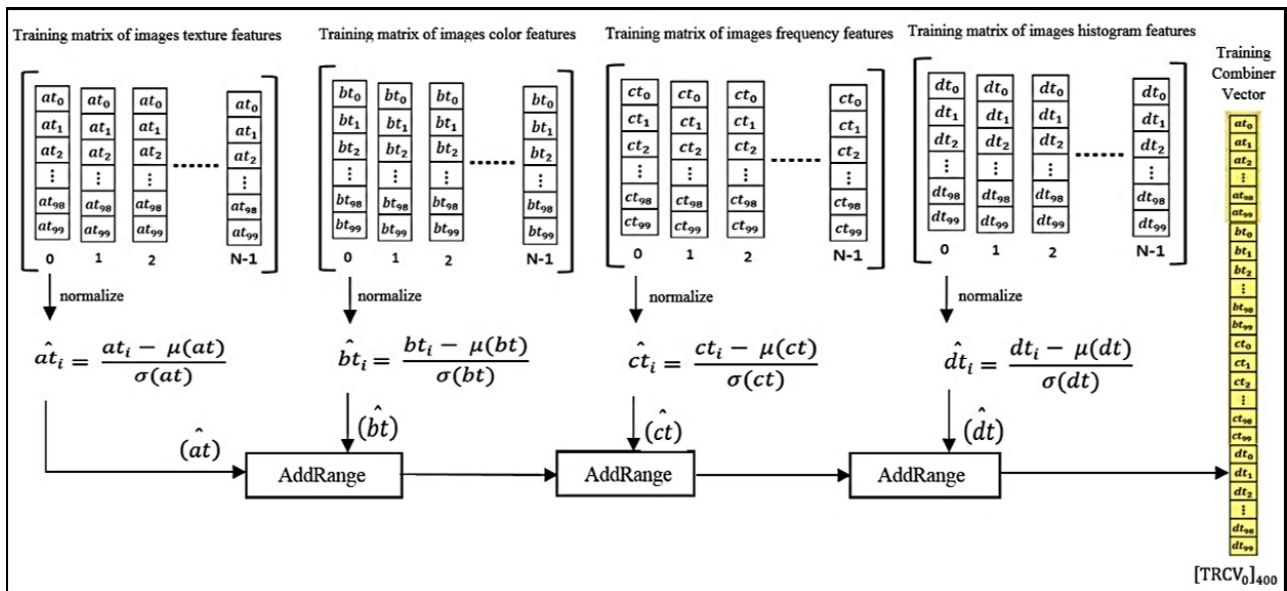 Training matrix of images texture features
Training matrix of images color features
Training matrix of images frequency features
Training matrix of images histogram features
Training
Combiner
Vector
at₀ at₀ at₀ at₀
at₁ at₁ at₁ at₁
at₂ at₂ at₂ ........ at₂
⋮ ⋮ ⋮ ⋮
at₉₈ at₉₈ at₉₈ at₉₈
at₉₉ at₉₉ at₉₉ at₉₉
0 1 2 N-1
bt₀ bt₀ bt₀ bt₀
bt₁ bt₁ bt₁ bt₁
bt₂ bt₂ bt₂ ........ bt₂
⋮ ⋮ ⋮ ⋮
bt₉₈ bt₉₈ bt₉₈ bt₉₈
bt₉₉ bt₉₉ bt₉₉ bt₉₉
0 1 2 N-1
ct₀ ct₀ ct₀ ct₀
ct₁ ct₁ ct₁ ct₁
ct₂ ct₂ ct₂ ........ ct₂
⋮ ⋮ ⋮ ⋮
ct₉₈ ct₉₈ ct₉₈ ct₉₈
ct₉₉ ct₉₉ ct₉₉ ct₉₉
0 1 2 N-1
dt₀ dt₀ dt₀ dt₀
dt₁ dt₁ dt₁ dt₁
dt₂ dt₂ dt₂ ........ dt₂
⋮ ⋮ ⋮ ⋮
dt₉₈ dt₉₈ dt₉₈ dt₉₈
dt₉₉ dt₉₉ dt₉₉ dt₉₉
0 1 2 N-1
normalize
normalize
normalize
normalize
ât_i = (at_i − μ(at)) / σ(at)
b̂t_i = (bt_i − μ(bt)) / σ(bt)
ĉt_i = (ct_i − μ(ct)) / σ(ct)
d̂t_i = (dt_i − μ(dt)) / σ(dt)
(ât)
(b̂t)
(ĉt)
(d̂t)
AddRange
AddRange
AddRange
at₀
at₁
at₂
⋮
at₉₈
at₉₉
bt₀
bt₁
bt₂
⋮
bt₉₈
bt₉₉
ct₀
ct₁
ct₂
⋮
ct₉₈
ct₉₉
dt₀
dt₁
dt₂
⋮
dt₉₈
dt₉₉
[TRCV₀]₄₀₀